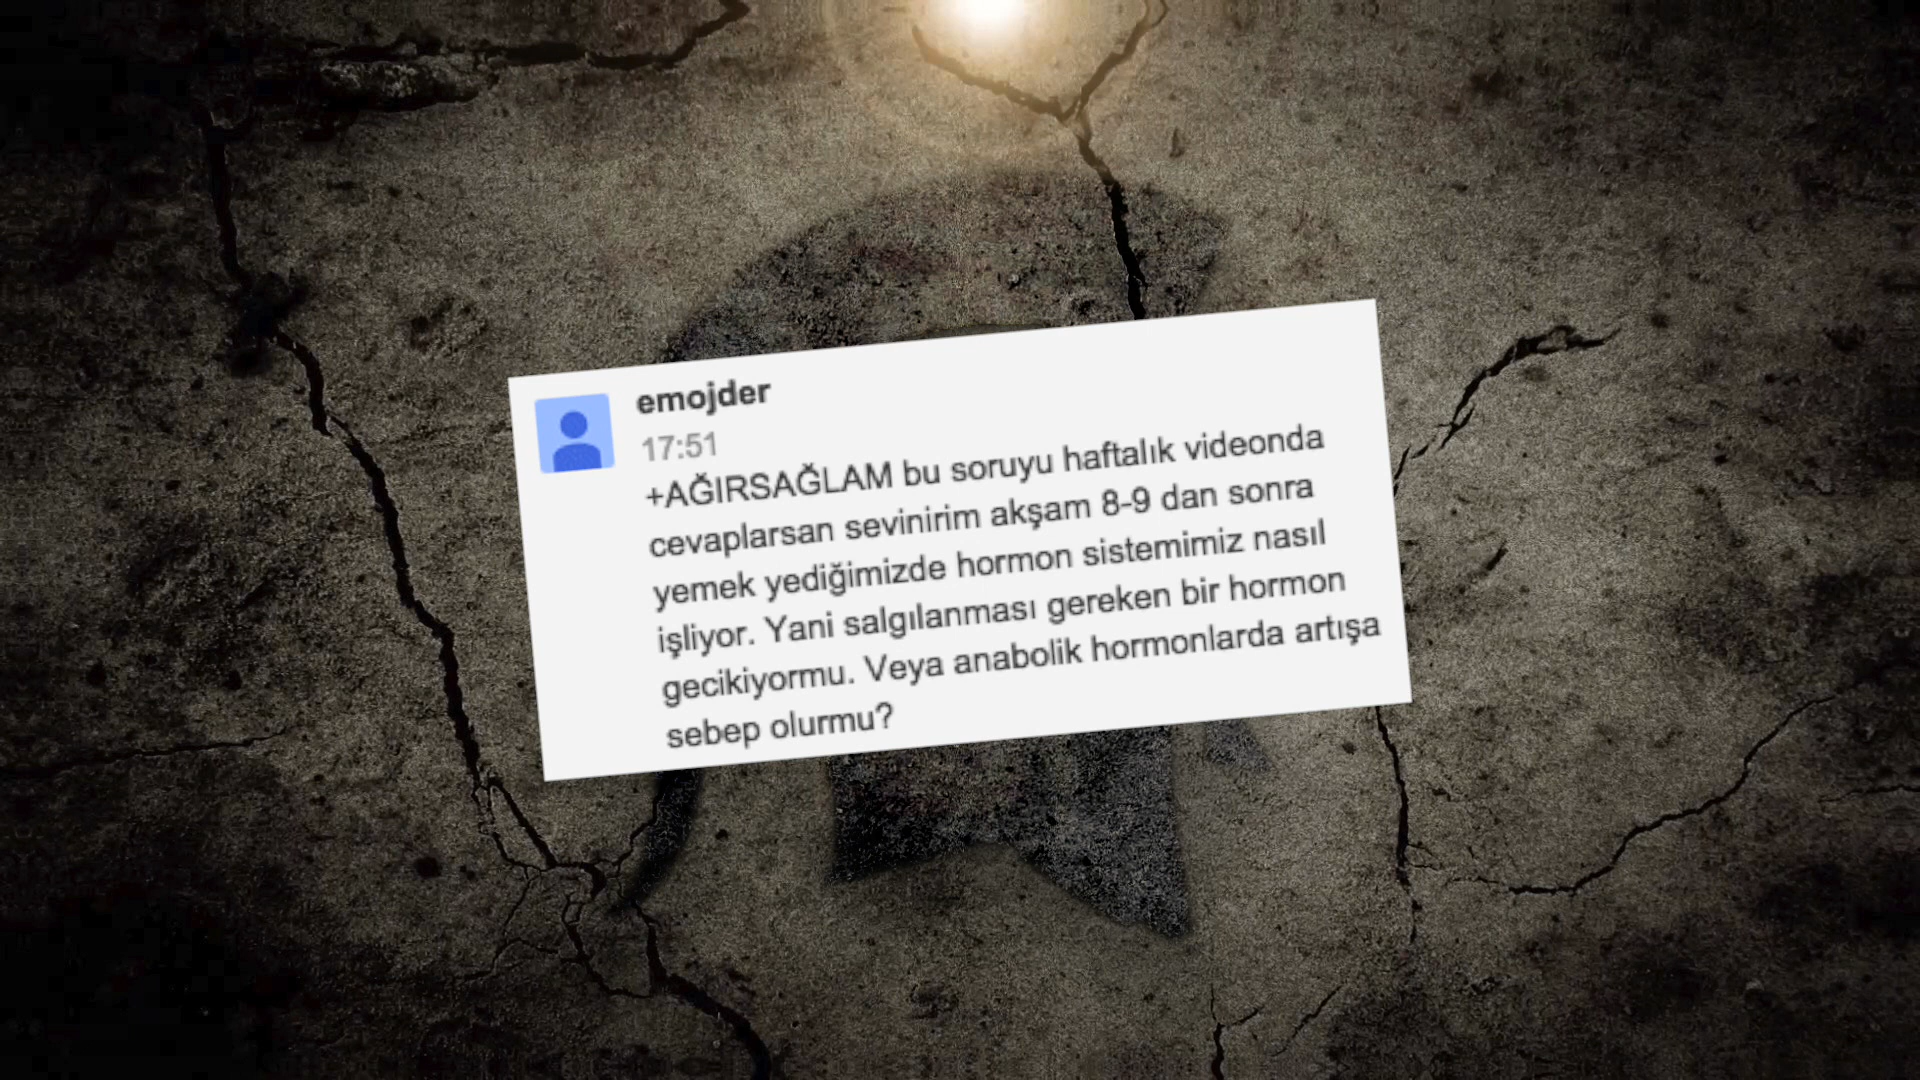 emojder
17:51
+AĞIRSAĞLAM bu soruyu haftalık videonda
cevaplarsan sevinirim akşam 8-9 dan sonra
yemek yediğimizde hormon sistemimiz nasıl
işliyor. Yani salgılanması gereken bir hormon
gecikiyormu. Veya anabolik hormonlarda artışa
sebep olurmu?